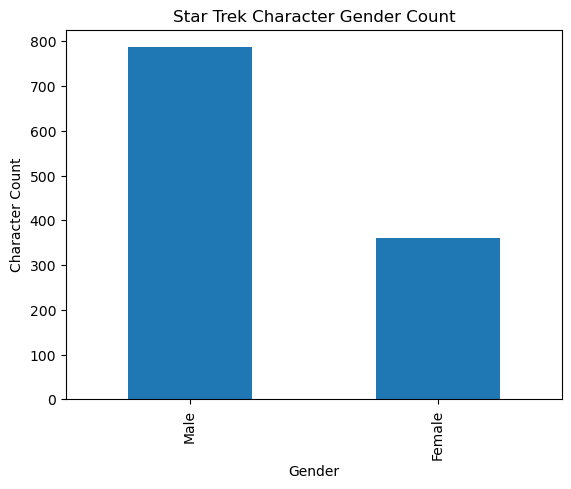 Star Trek Character Gender Count
800
700
600
500
400
300
200
100
0
Character Count
Male
Female
Gender